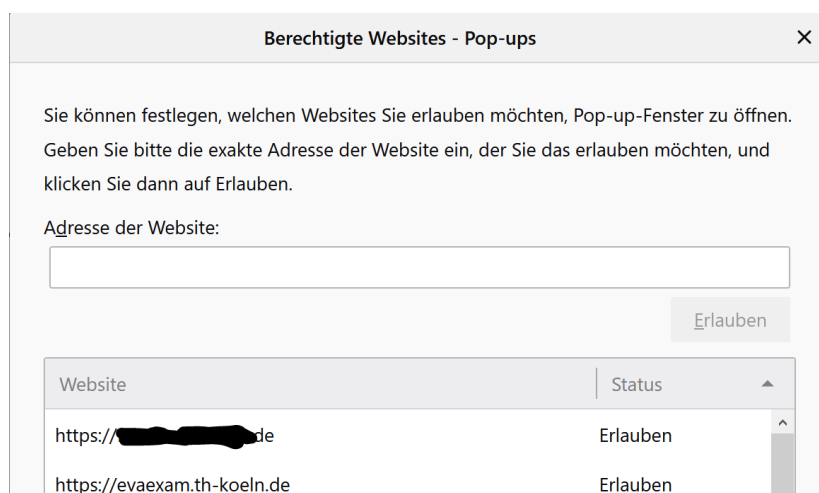 Berechtigte Websites - Pop-ups
Sie können festlegen, welchen Websites Sie erlauben möchten, Pop-up-Fenster zu öffnen.
Geben Sie bitte die exakte Adresse der Website ein, der Sie das erlauben möchten, und
klicken Sie dann auf Erlauben.
Adresse der Website:
Erlauben
Website Status
https:// de Erlauben
https://evaexam.th-koeln.de Erlauben